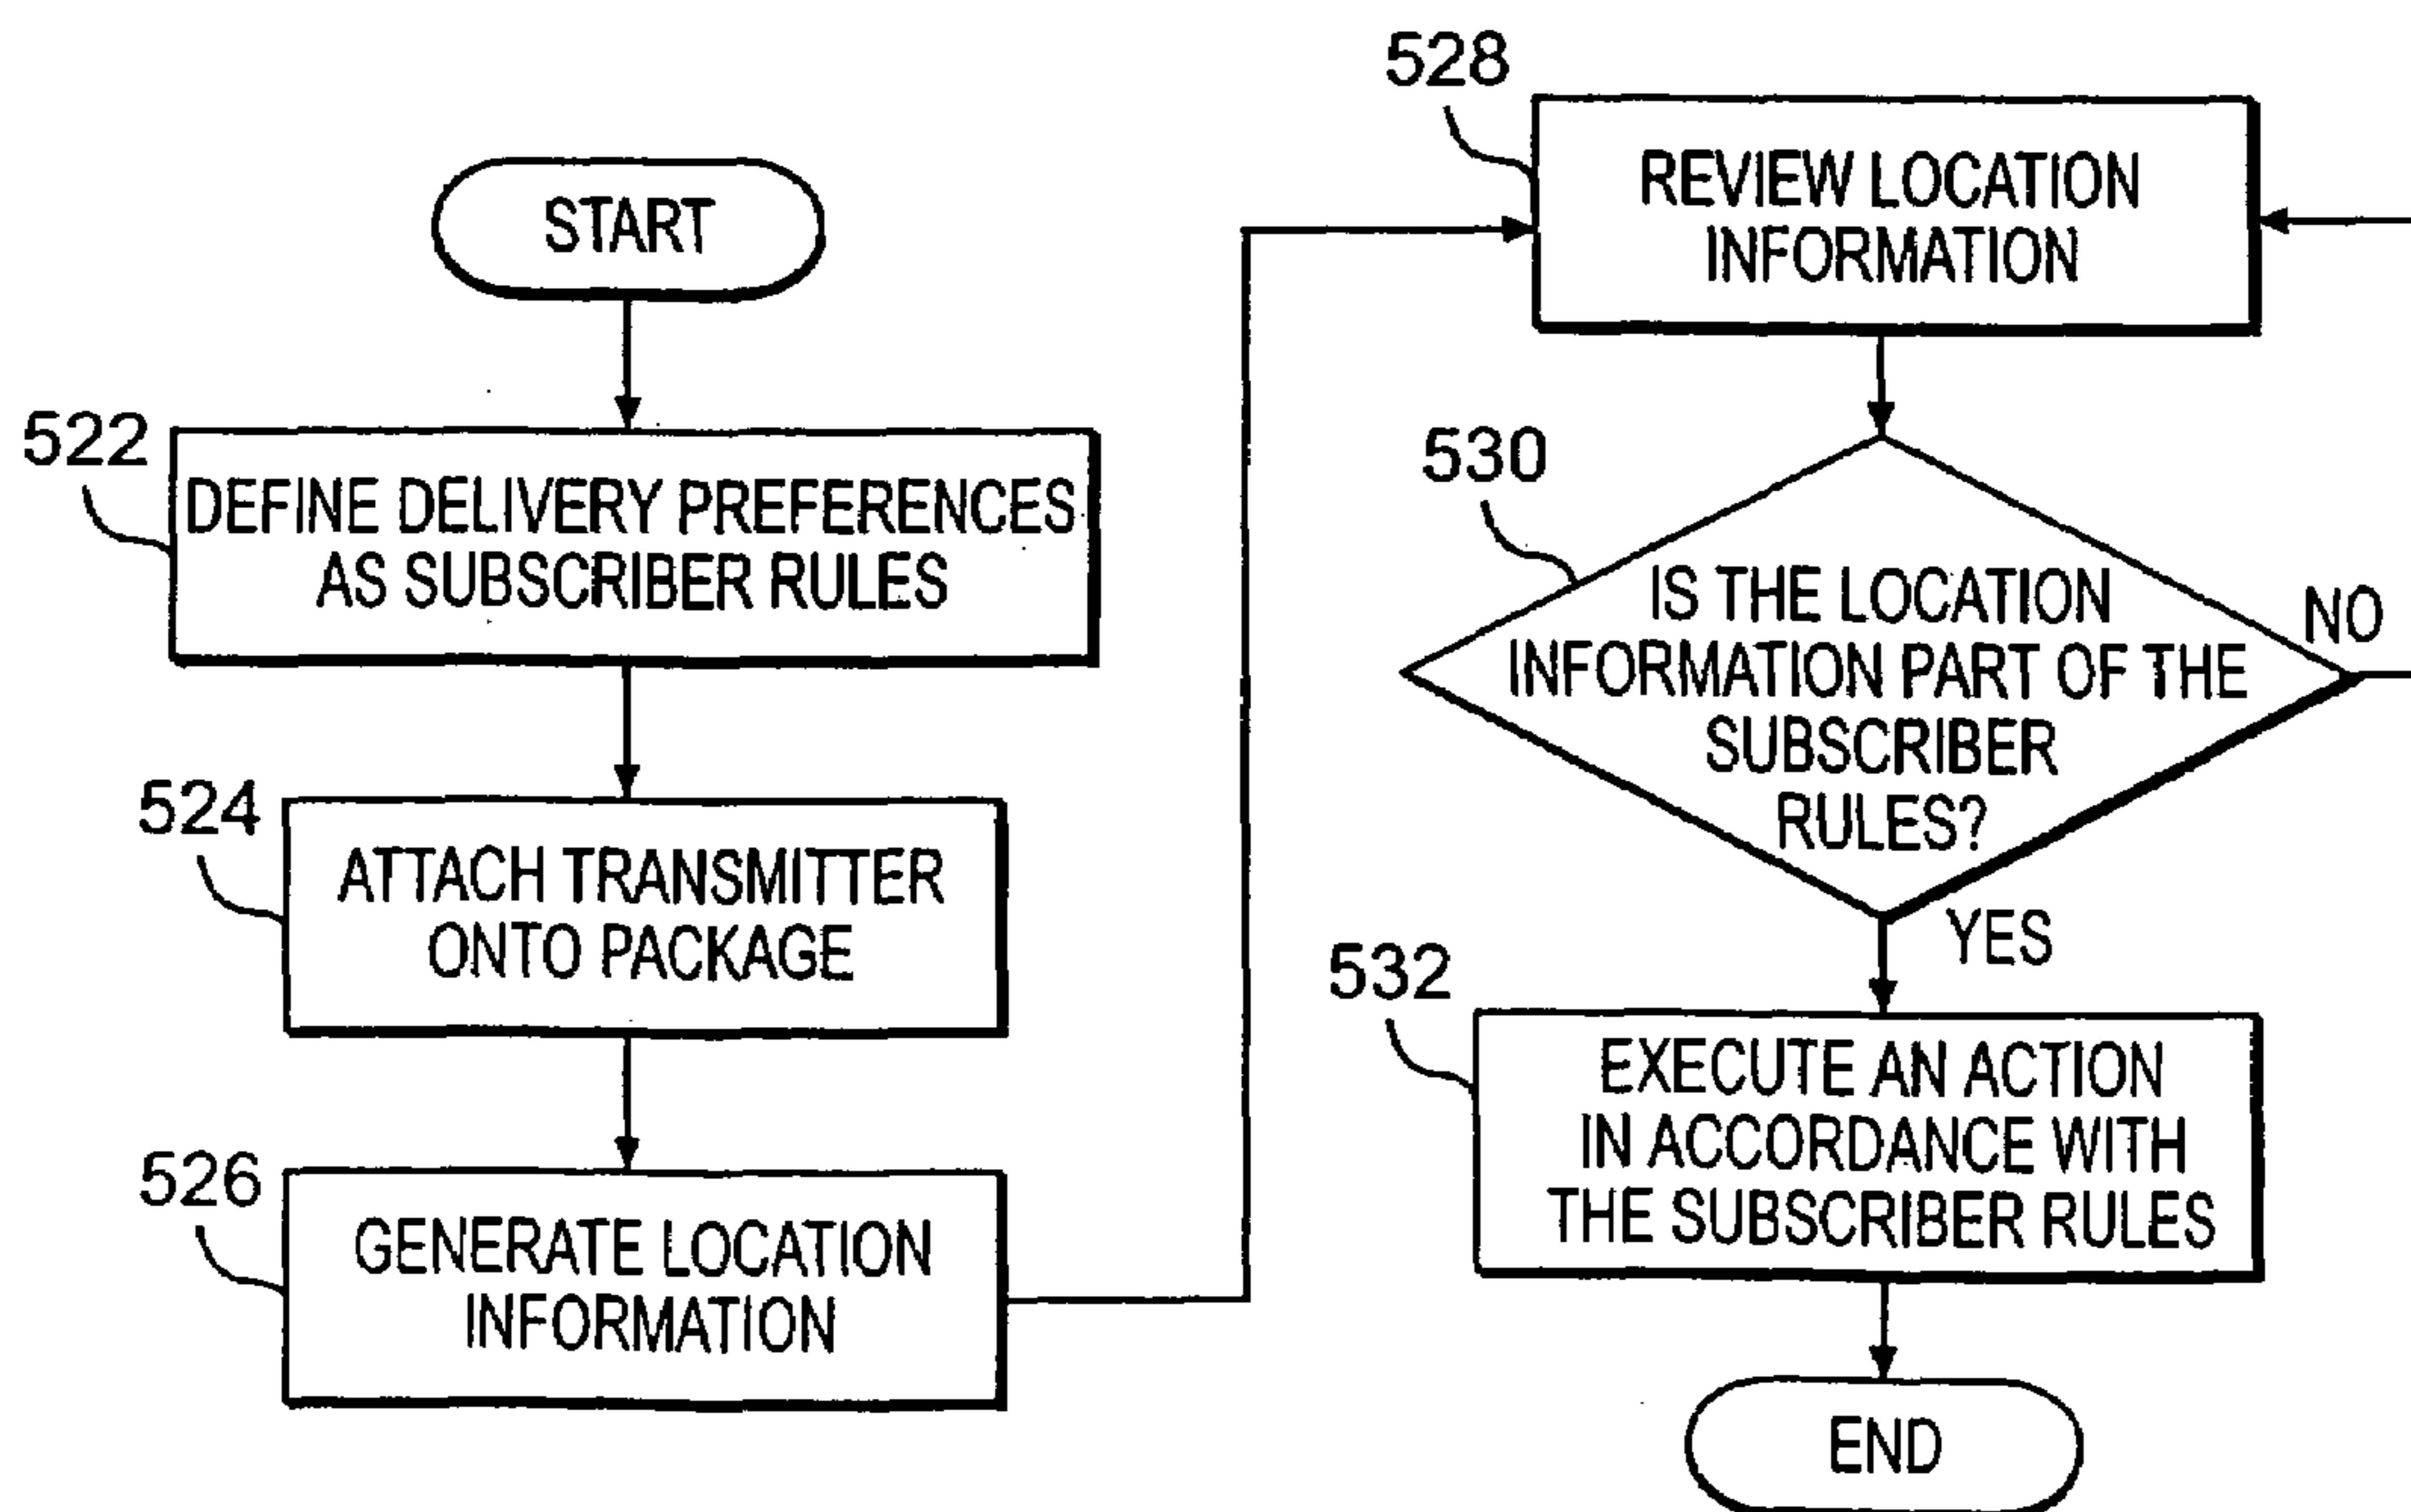 START
522
DEFINE DELIVERY PREFERENCES
AS SUBSCRIBER RULES
524
ATTACH TRANSMITTER
ONTO PACKAGE
526
GENERATE LOCATION
INFORMATION
528
REVIEW LOCATION
INFORMATION
530
IS THE LOCATION
INFORMATION PART OF THE
SUBSCRIBER
RULES?
NO
YES
532
EXECUTE AN ACTION
IN ACCORDANCE WITH
THE SUBSCRIBER RULES
END